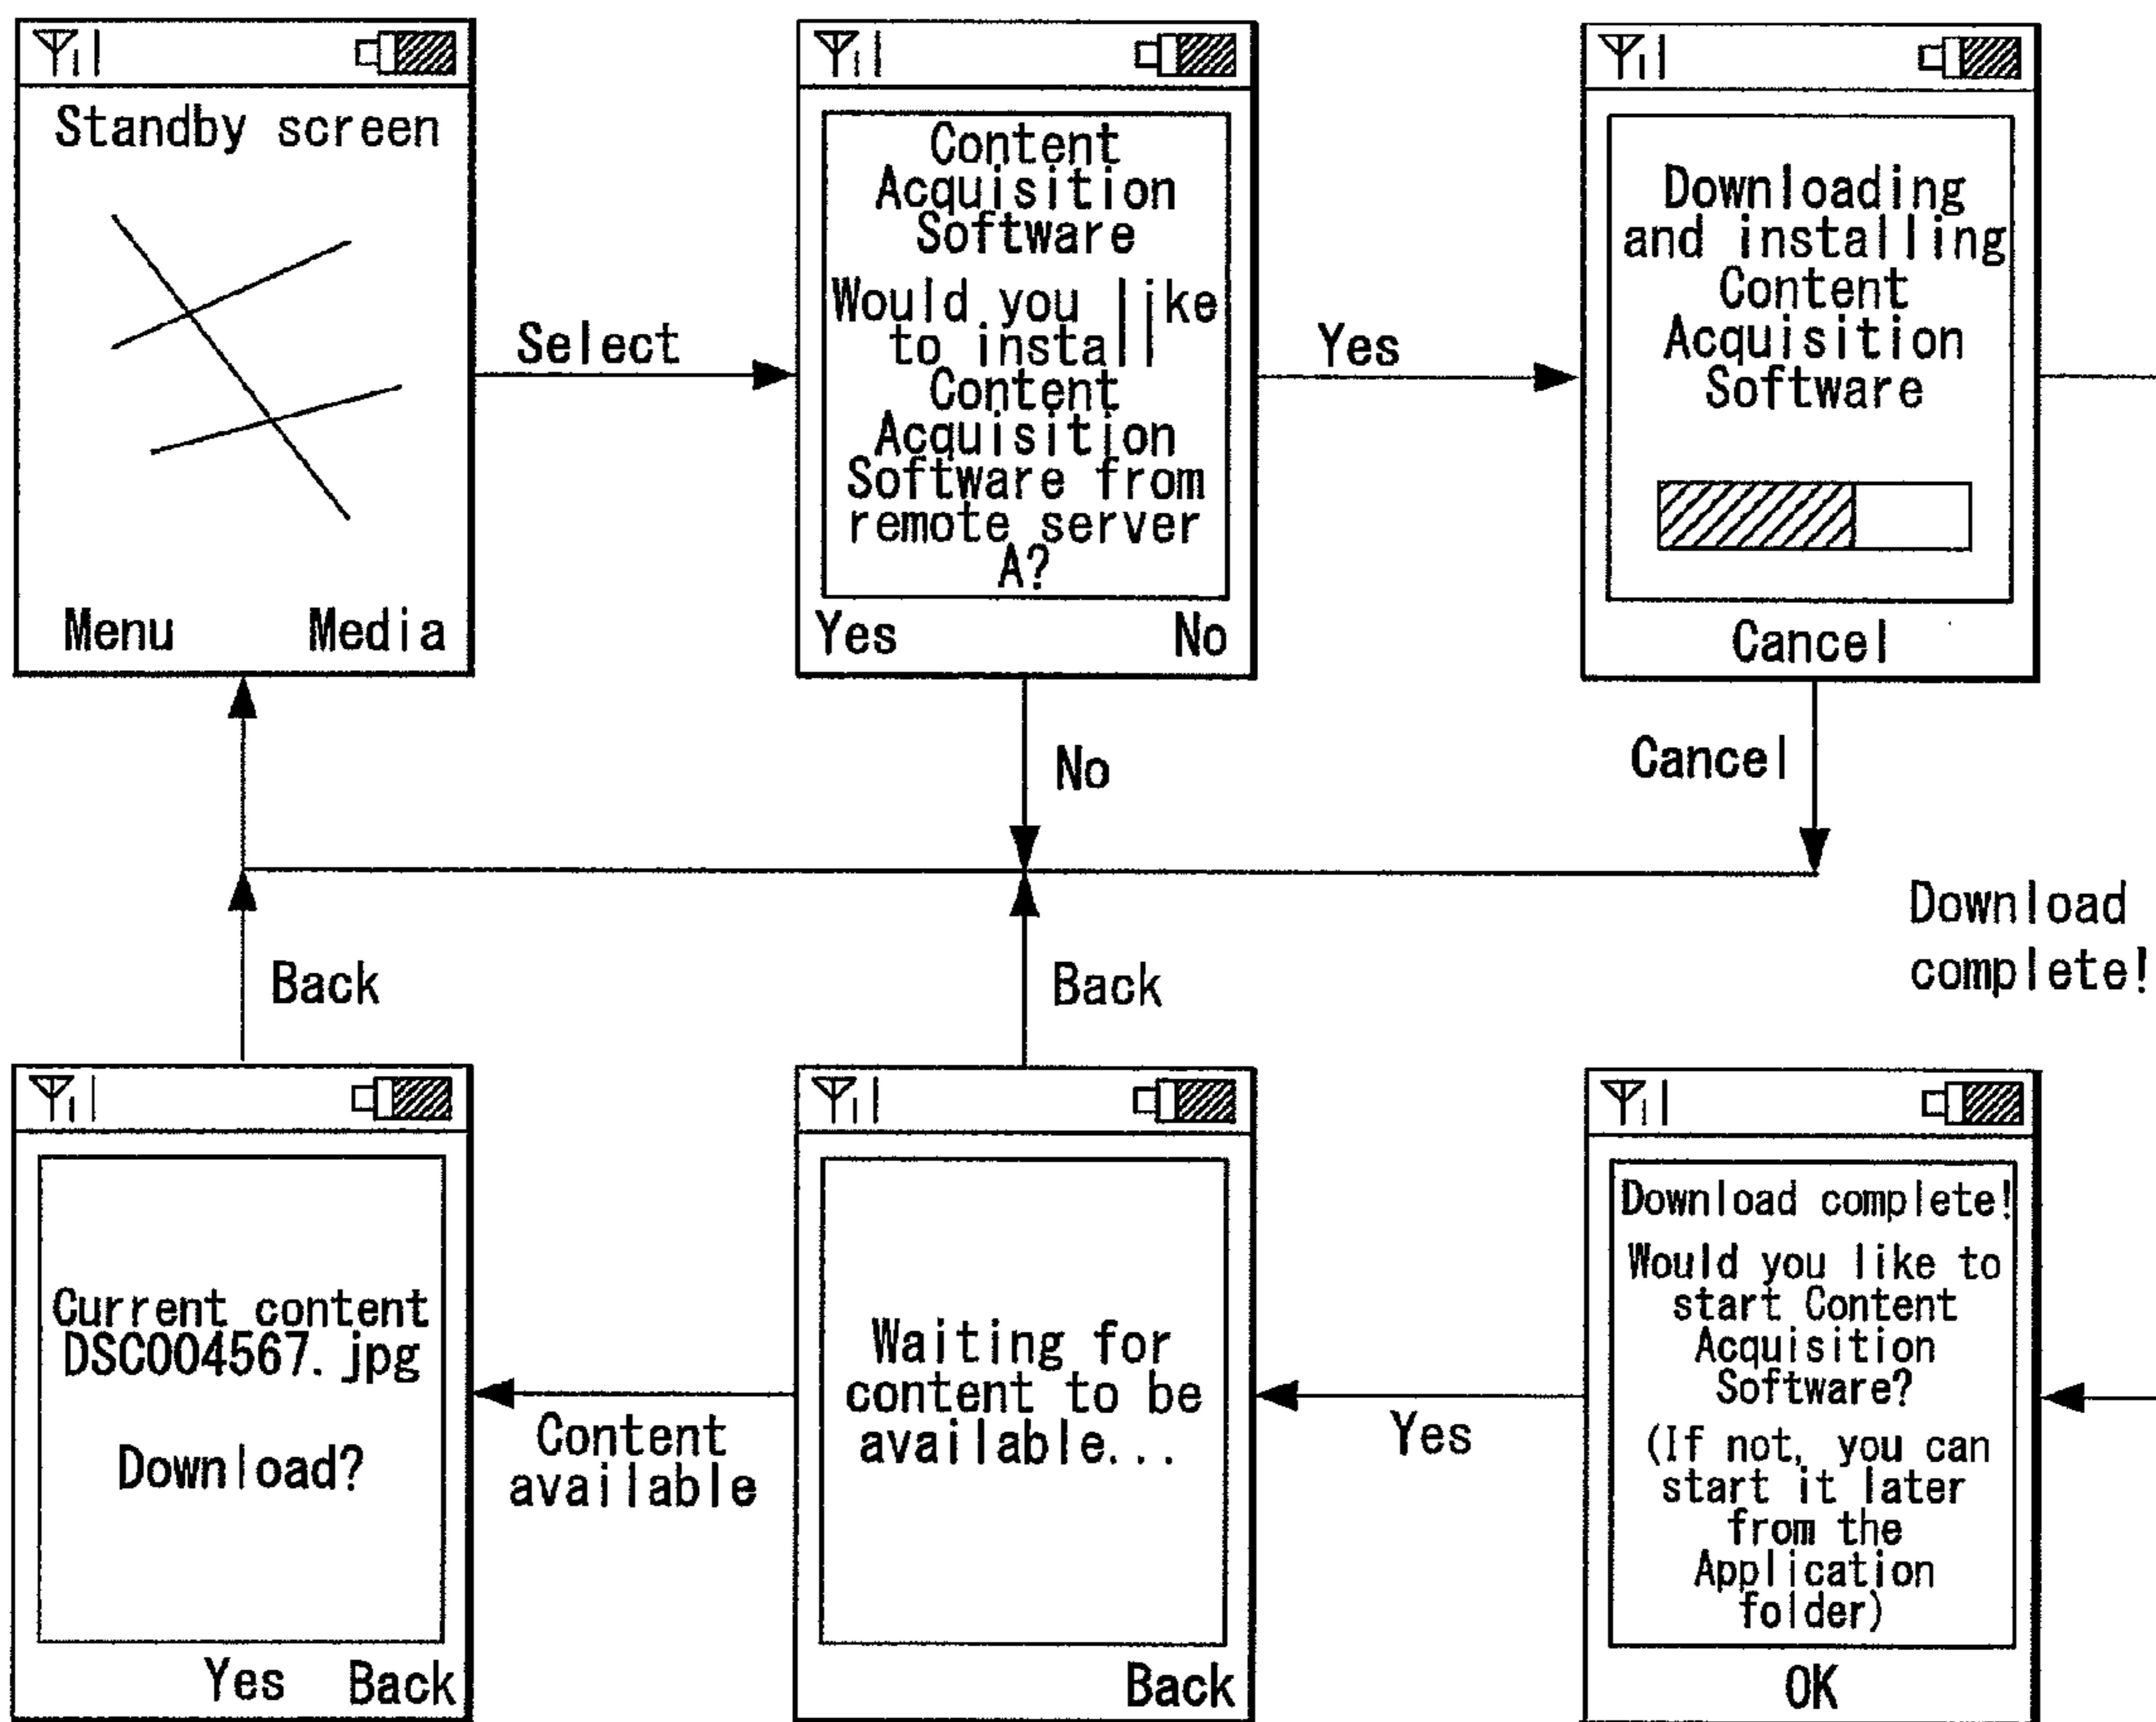 Standby screen
Menu
Media
Select
Content
Acquisition
Software
Would you like
to install
Content
Acquisition
Software from
remote server
A?
Yes
No
Yes
Downloading
and installing
Content
Acquisition
Software
Cancel
No
Cancel
Download
complete!
Back
Back
Current content
DSC004567.jpg
Download?
Yes
Back
Content
available
Waiting for
content to be
available...
Back
Yes
Download complete!
Would you like to
start Content
Acquisition
Software?
(If not, you can
start it later
from the
Application
folder)
OK